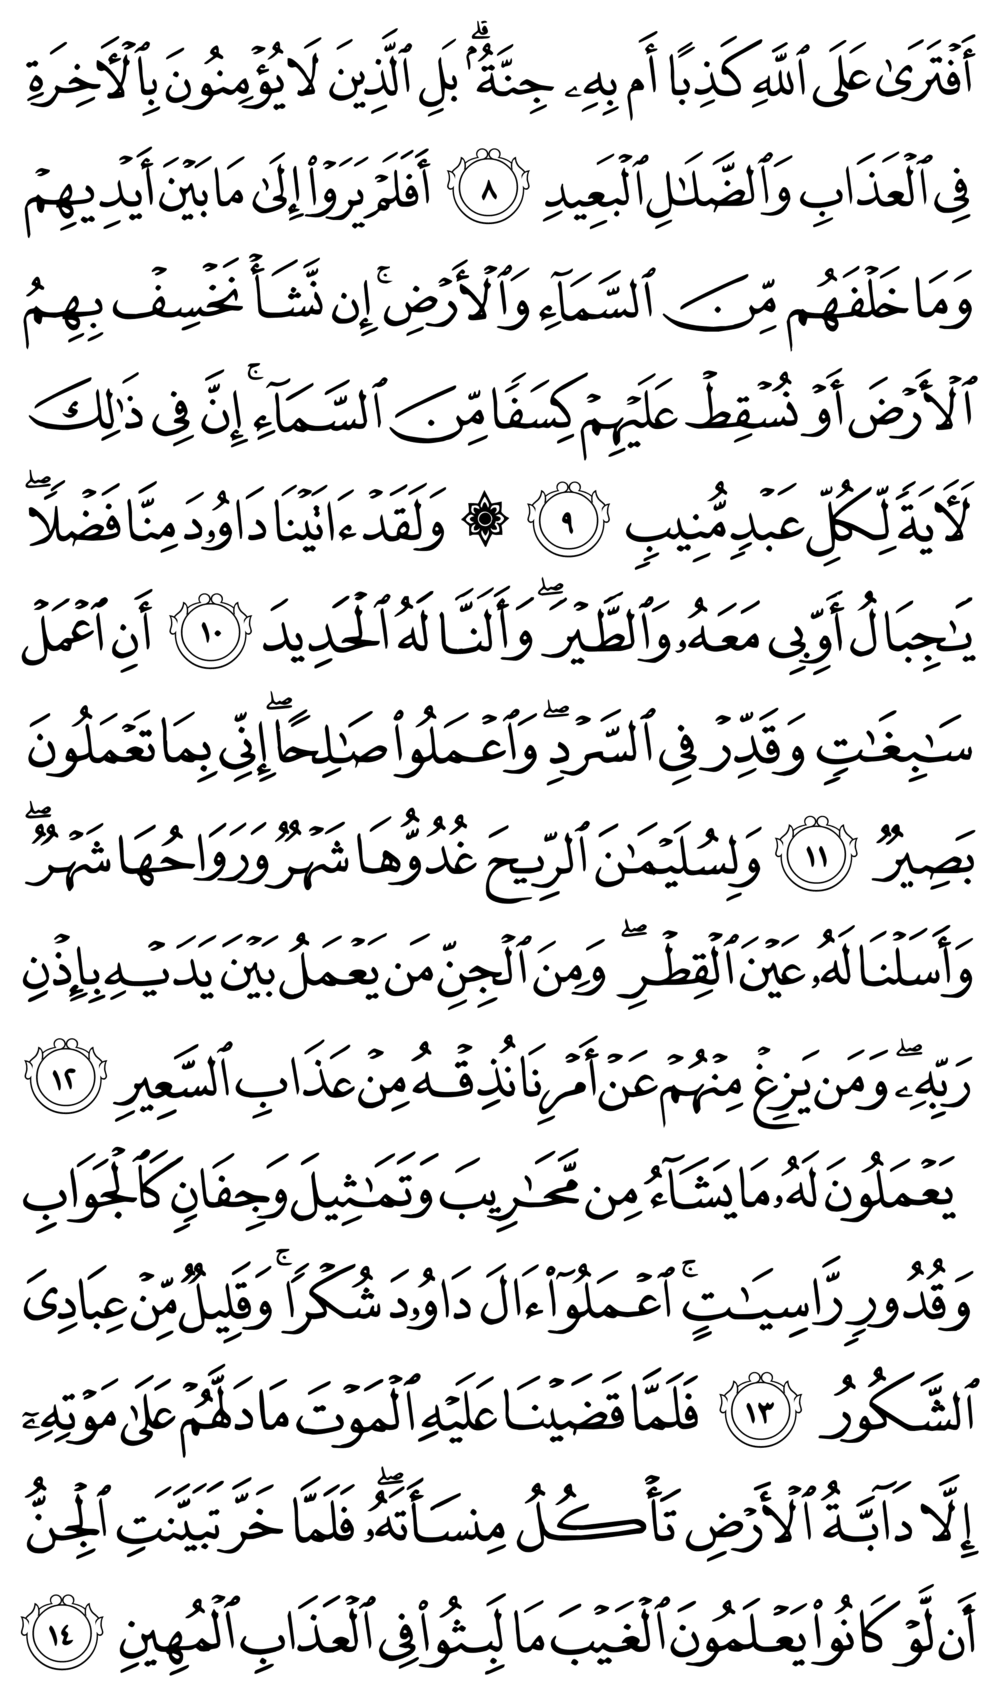 أَفۡتَرَىٰ عَلَى ٱللَّهِ كَذِبًا أَم بِهِۦ جِنَّةُۢۗ بَلِ ٱلَّذِينَ لَا يُؤۡمِنُونَ بِٱلۡأٓخِرَةِ
فِي ٱلۡعَذَابِ وَٱلضَّلَٰلِ ٱلۡبَعِيدِ ٨ أَفَلَمۡ يَرَوۡاْ إِلَىٰ مَا بَيۡنَ أَيۡدِيهِمۡ
وَمَا خَلۡفَهُم مِّنَ ٱلسَّمَآءِ وَٱلۡأَرۡضِۚ إِن نَّشَأۡ نَخۡسِفۡ بِهِمُ
ٱلۡأَرۡضَ أَوۡ نُسۡقِطۡ عَلَيۡهِمۡ كِسَفٗا مِّنَ ٱلسَّمَآءِۚ إِنَّ فِي ذَٰلِكَ
لَأٓيَةٗ لِّكُلِّ عَبۡدٖ مُّنِيبٖ ٩ ۞ وَلَقَدۡ ءَاتَيۡنَا دَاوُۥدَ مِنَّا فَضۡلٗاۖ
يَٰجِبَالُ أَوِّبِي مَعَهُۥ وَٱلطَّيۡرَۖ وَأَلَنَّا لَهُ ٱلۡحَدِيدَ ١٠ أَنِ ٱعۡمَلۡ
سَٰبِغَٰتٖ وَقَدِّرۡ فِي ٱلسَّرۡدِۖ وَٱعۡمَلُواْ صَٰلِحًاۖ إِنِّي بِمَا تَعۡمَلُونَ
بَصِيرٞ ١١ وَلِسُلَيۡمَٰنَ ٱلرِّيحَ غُدُوُّهَا شَهۡرٞ وَرَوَاحُهَا شَهۡرٞۖ
وَأَسَلۡنَا لَهُۥ عَيۡنَ ٱلۡقِطۡرِۖ وَمِنَ ٱلۡجِنِّ مَن يَعۡمَلُ بَيۡنَ يَدَيۡهِ بِإِذۡنِ
رَبِّهِۦۖ وَمَن يَزِغۡ مِنۡهُمۡ عَنۡ أَمۡرِنَا نُذِقۡهُ مِنۡ عَذَابِ ٱلسَّعِيرِ ١٢
يَعۡمَلُونَ لَهُۥ مَا يَشَآءُ مِن مَّحَٰرِيبَ وَتَمَٰثِيلَ وَجِفَانٖ كَٱلۡجَوَابِ
وَقُدُورٖ رَّاسِيَٰتٍۚ ٱعۡمَلُوٓاْ ءَالَ دَاوُۥدَ شُكۡرٗاۚ وَقَلِيلٞ مِّنۡ عِبَادِيَ
ٱلشَّكُورُ ١٣ فَلَمَّا قَضَيۡنَا عَلَيۡهِ ٱلۡمَوۡتَ مَا دَلَّهُمۡ عَلَىٰ مَوۡتِهِۦٓ
إِلَّا دَآبَّةُ ٱلۡأَرۡضِ تَأۡكُلُ مِنسَأَتَهُۥۖ فَلَمَّا خَرَّ تَبَيَّنَتِ ٱلۡجِنُّ
أَن لَّوۡ كَانُواْ يَعۡلَمُونَ ٱلۡغَيۡبَ مَا لَبِثُواْ فِي ٱلۡعَذَابِ ٱلۡمُهِينِ ١٤